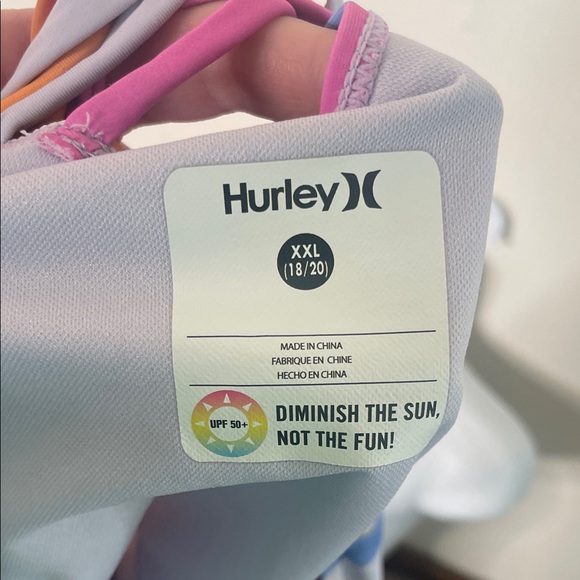 Hurley
XXL
(18/20)
MADE IN CHINA
FABRIQUE EN CHINE
HECHO EN CHINA
UPF 50+
DIMINISH THE SUN,
NOT THE FUN!